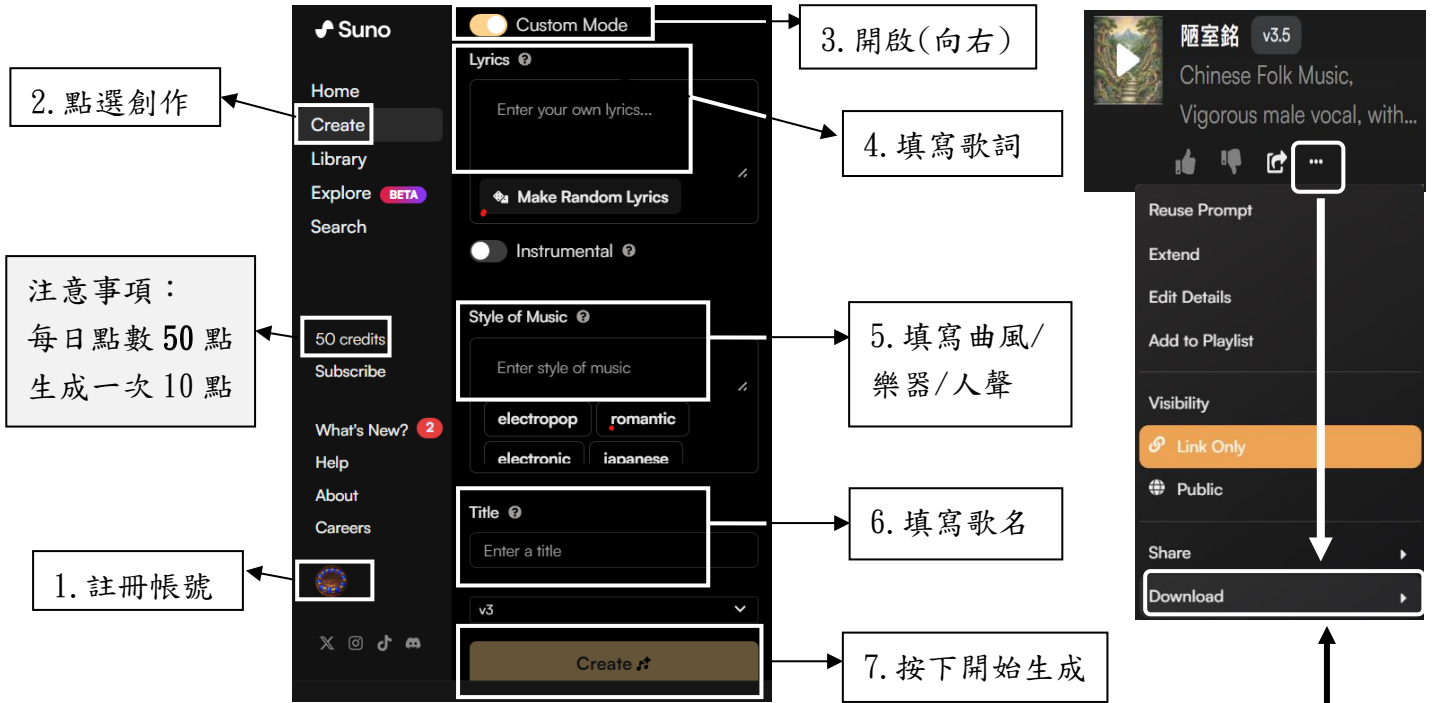 2.點選創作
注意事項：
每日點數 50 點
生成一次 10 點
1.註冊帳號
Suno
Home
Create
Library
Explore BETA
Search
50 credits
Subscribe
What's New? 2
Help
About
Careers
Custom Mode
Lyrics
Enter your own lyrics...
Make Random Lyrics
Instrumental
Style of Music
Enter style of music
electropop romantic
electronic japanese
Title
Enter a title
v3
Create
3.開啟(向右)
4.填寫歌詞
5.填寫曲風/
樂器/人聲
6.填寫歌名
7.按下開始生成
陋室銘 v3.5
Chinese Folk Music,
Vigorous male vocal, with...
Reuse Prompt
Extend
Edit Details
Add to Playlist
Visibility
Link Only
Public
Share
Download